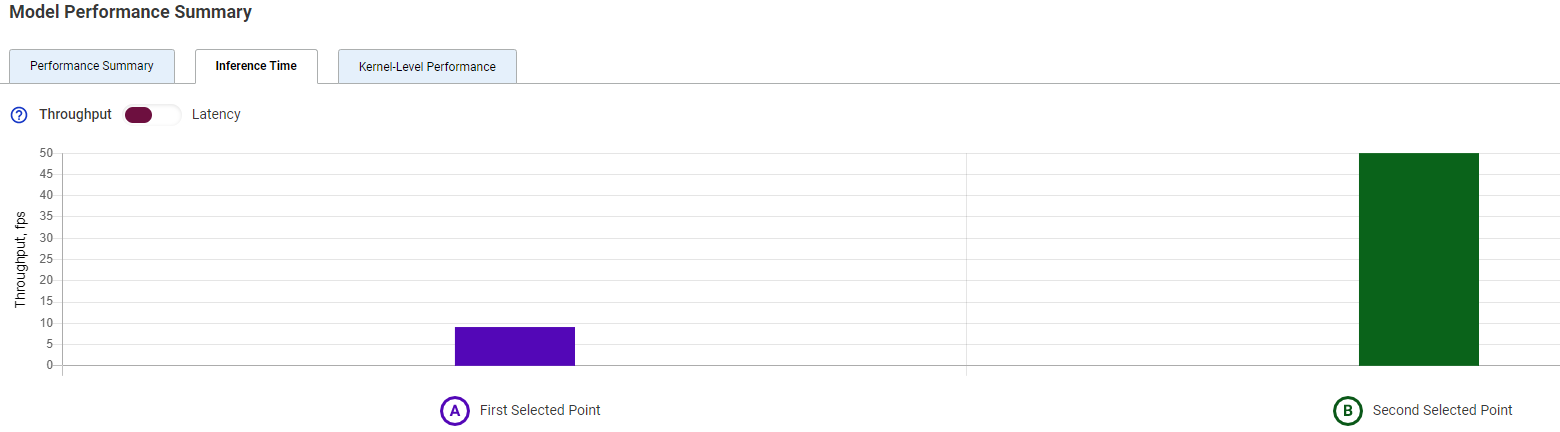 Model Performance Summary
Performance Summary Inference Time Kernel-Level Performance
? Throughput Latency
Throughput, fps
50
45
40
35
30
25
20
15
10
5
0
A First Selected Point B Second Selected Point